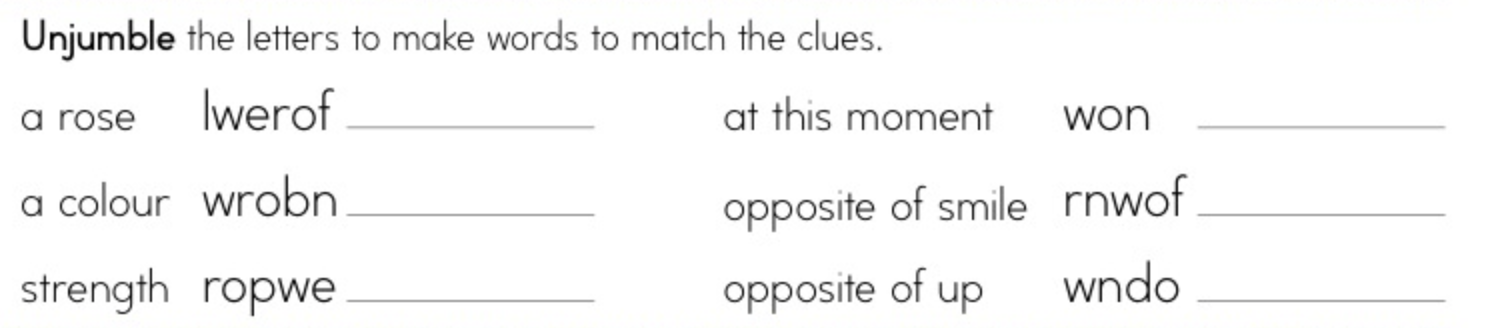 Unjumble the letters to make words to match the clues.
a rose lwerof at this moment won
a colour wrobn opposite of smile rnwof
strength ropwe opposite of up wndo